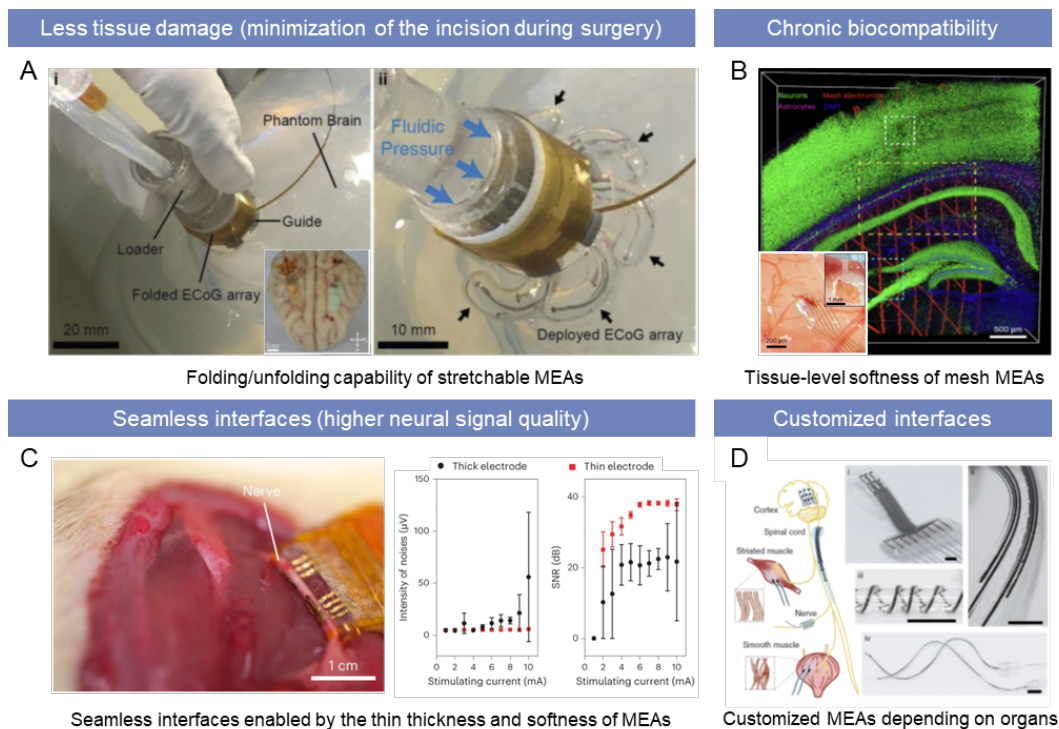 Less tissue damage (minimization of the incision during surgery)
Chronic biocompatibility
A
i
Phantom Brain
Guide
Loader
Folded ECoG array
20 mm
ii
Fluidic
Pressure
10 mm
Deployed ECoG array
B
Neurons Mesh electronics
Astrocytes DAPI
1 mm
200 µm
500 µm
Folding/unfolding capability of stretchable MEAs
Tissue-level softness of mesh MEAs
Seamless interfaces (higher neural signal quality)
Customized interfaces
C
Nerve
1 cm
Thick electrode
Thin electrode
Intensity of noises (µV)
150
100
50
0
0 2 4 6 8 10
Stimulating current (mA)
SNR (dB)
40
20
0
0 2 4 6 8 10
Stimulating current (mA)
D
Cortex
Spinal cord
Striated muscle
Nerve
Smooth muscle
i
iii
iv
Seamless interfaces enabled by the thin thickness and softness of MEAs
Customized MEAs depending on organs